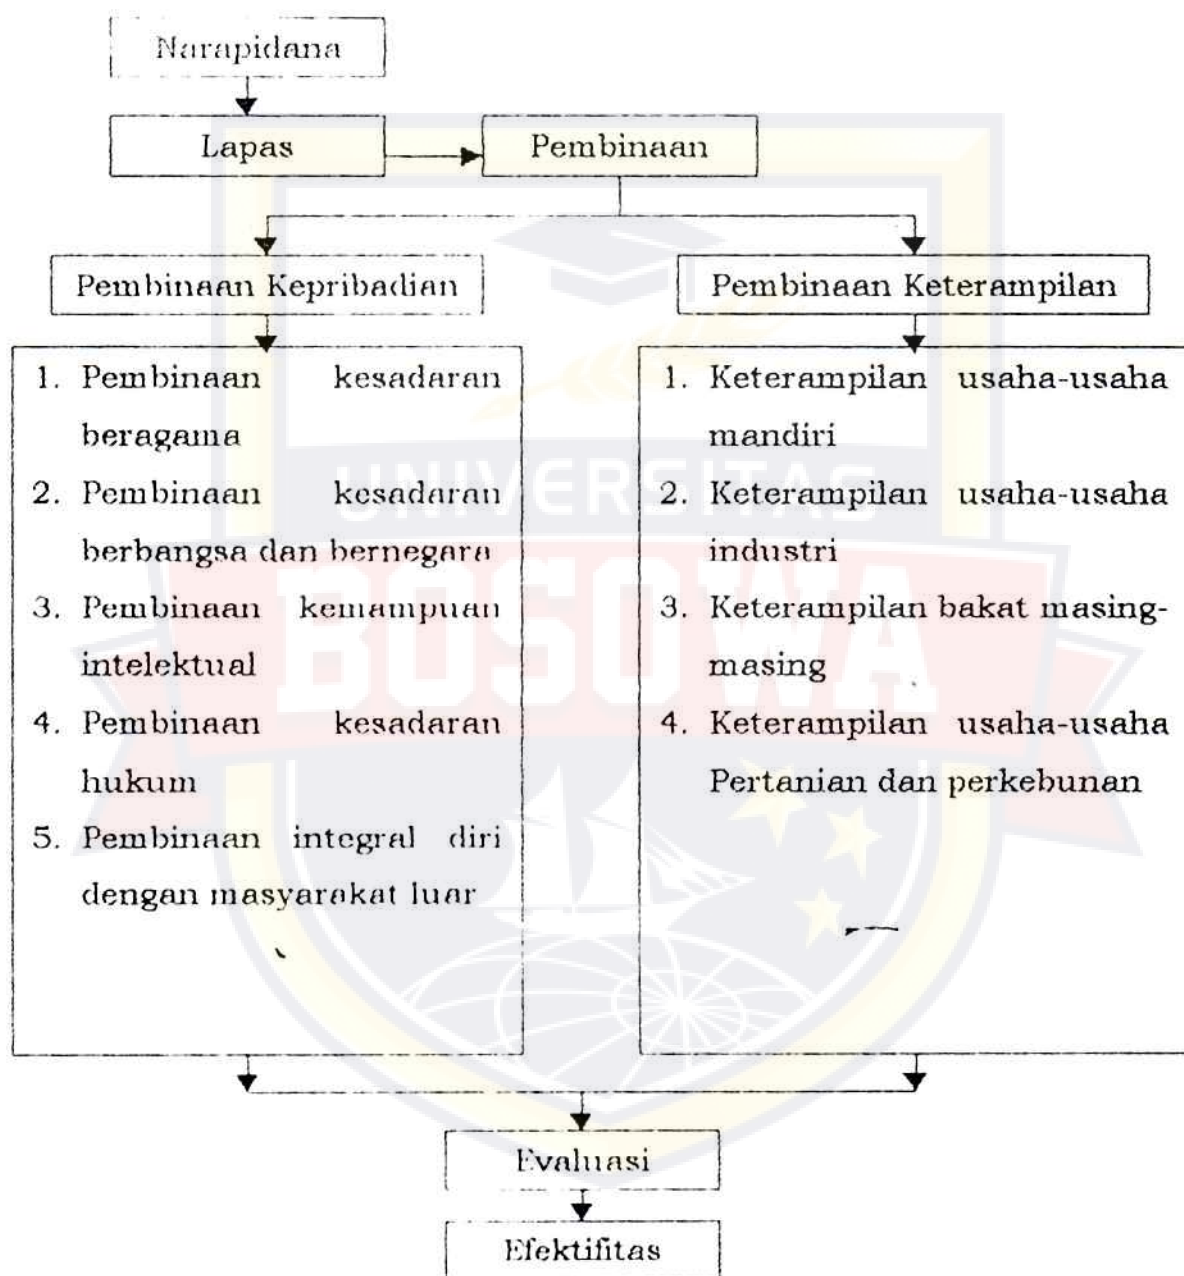 Narapidana
Lapas
Pembinaan
Pembinaan Kepribadian
Pembinaan Keterampilan
1. Pembinaan kesadaran
beragama
2. Pembinaan kesadaran
berbangsa dan bernegara
3. Pembinaan kemampuan
intelektual
4. Pembinaan kesadaran
hukum
5. Pembinaan integral diri
dengan masyarakat luar
1. Keterampilan usaha-usaha
mandiri
2. Keterampilan usaha-usaha
industri
3. Keterampilan bakat masing-
masing
4. Keterampilan usaha-usaha
Pertanian dan perkebunan
UNIVERSITAS
BOSOWA
Evaluasi
Efektifitas